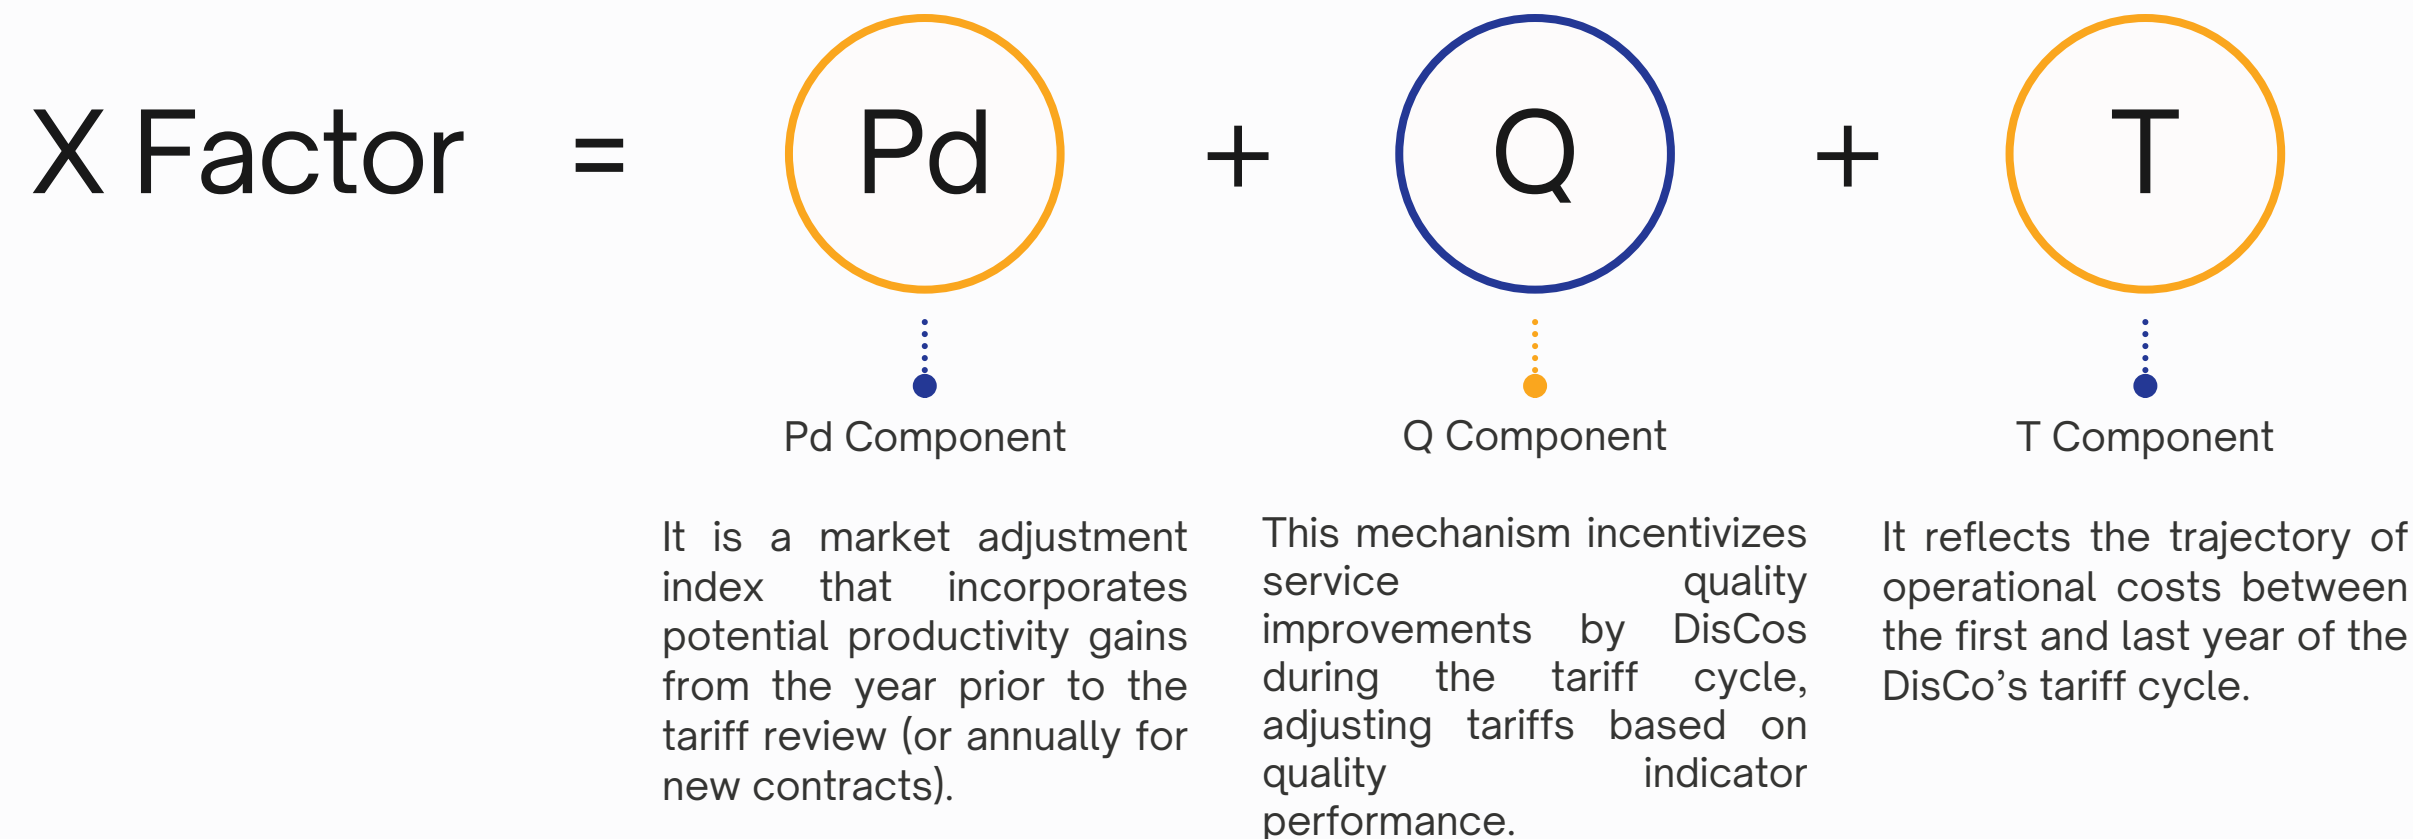 X Factor = Pd + Q + T
Pd Component
It is a market adjustment
index that incorporates
potential productivity gains
from the year prior to the
tariff review (or annually for
new contracts).
Q Component
This mechanism incentivizes
service quality
improvements by DisCos
during the tariff cycle,
adjusting tariffs based on
quality indicator
performance.
T Component
It reflects the trajectory of
operational costs between
the first and last year of the
DisCo’s tariff cycle.